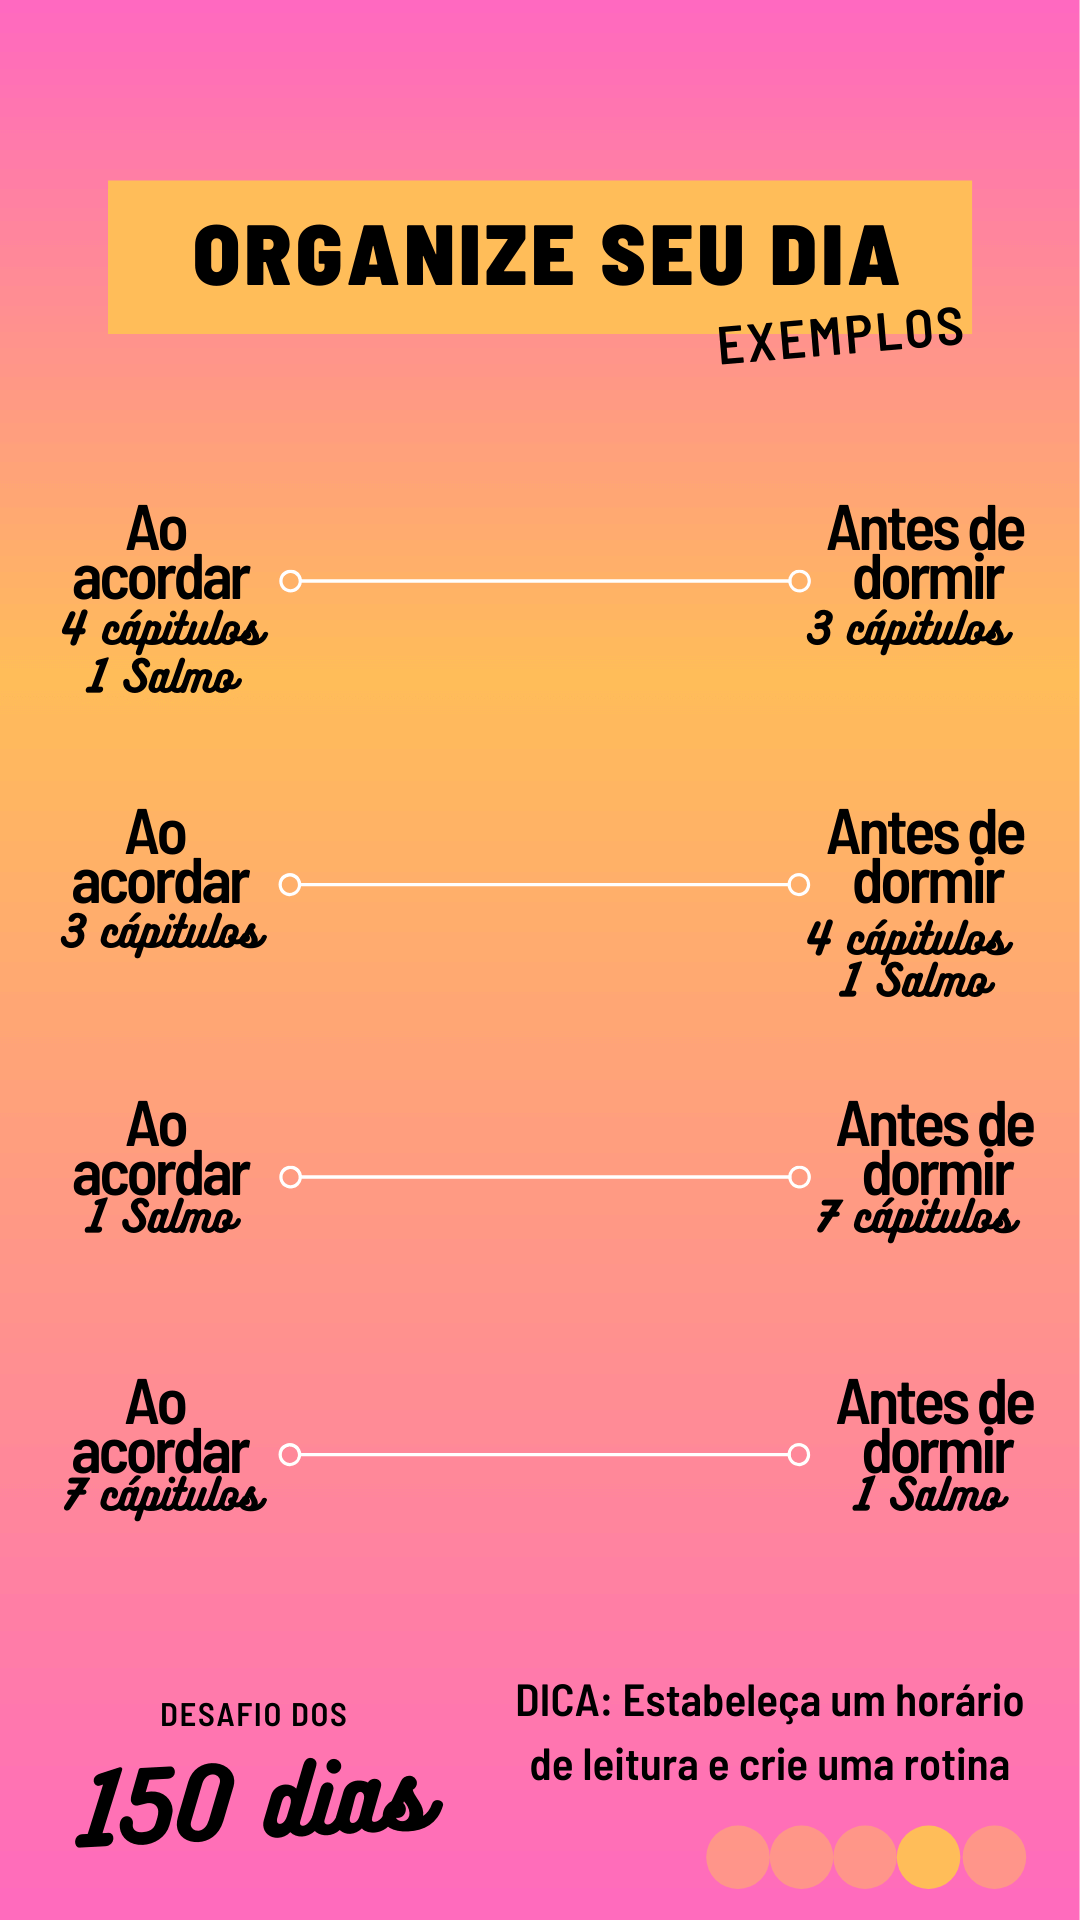 ORGANIZE SEU DIA
EXEMPLOS
Ao
acordar
4 cápitulos
1 Salmo
Antes de
dormir
3 cápitulos
Ao
acordar
3 cápitulos
Antes de
dormir
4 cápitulos
1 Salmo
Ao
acordar
1 Salmo
Antes de
dormir
7 cápitulos
Ao
acordar
7 cápitulos
Antes de
dormir
1 Salmo
DESAFIO DOS
150 dias
DICA: Estabeleça um horário
de leitura e crie uma rotina